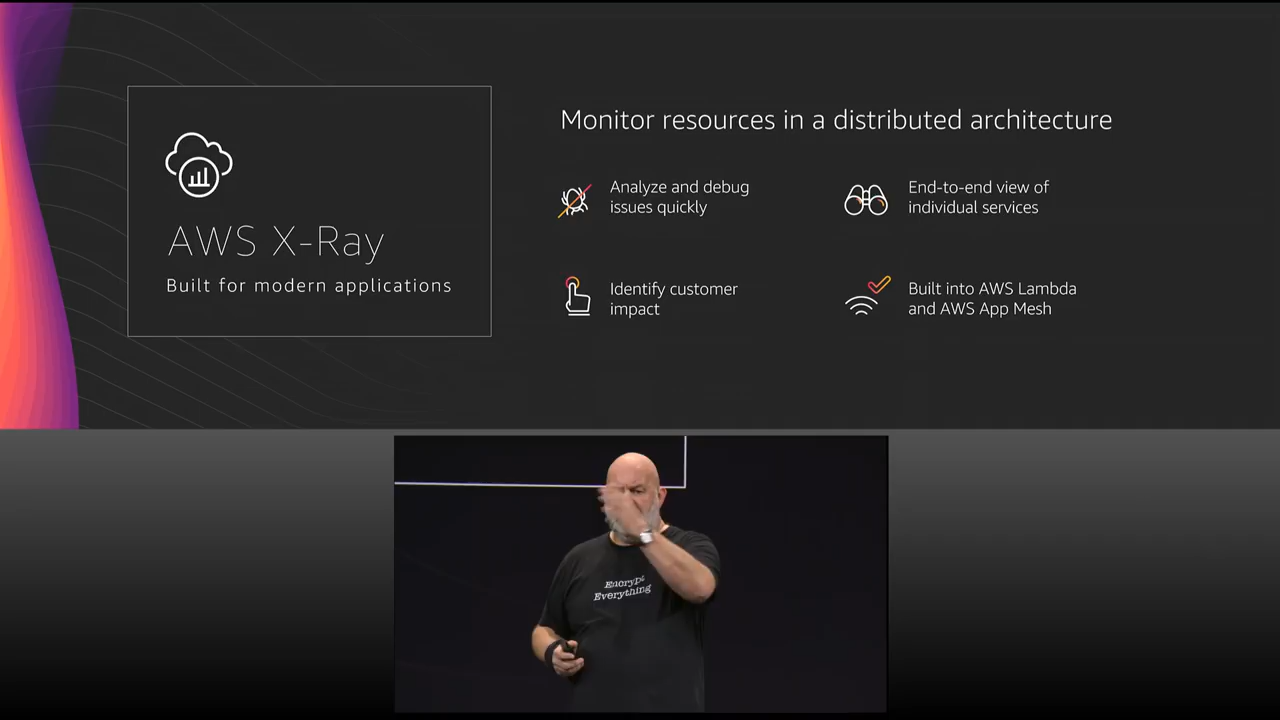 AWS X-Ray
Built for modern applications
Monitor resources in a distributed architecture
Analyze and debug
issues quickly
End-to-end view of
individual services
Identify customer
impact
Built into AWS Lambda
and AWS App Mesh
Encrypt
Everything